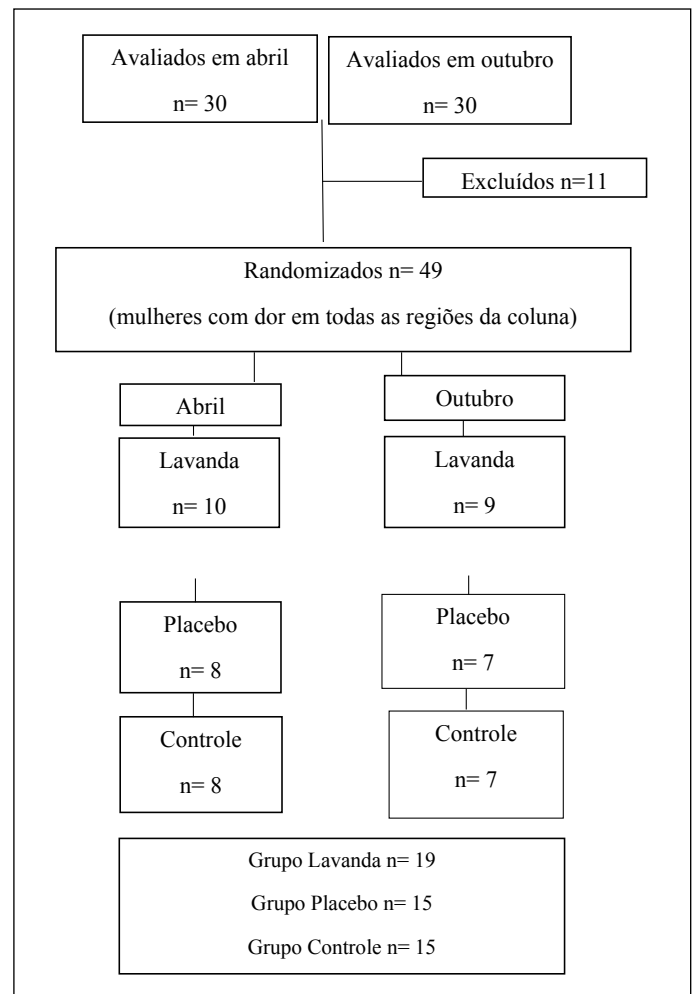 Avaliados em abril
n= 30
Avaliados em outubro
n= 30
Excluídos n=11
Randomizados n= 49
(mulheres com dor em todas as regiões da coluna)
Abril
Lavanda
n= 10
Placebo
n= 8
Controle
n= 8
Outubro
Lavanda
n= 9
Placebo
n= 7
Controle
n= 7
Grupo Lavanda n= 19
Grupo Placebo n= 15
Grupo Controle n= 15